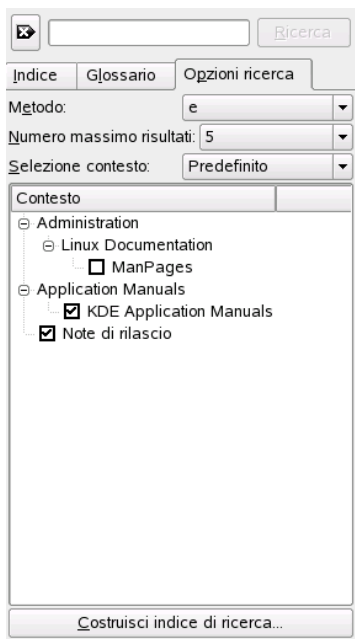 Ricerca
Indice Glossario Opzioni ricerca
Metodo: e
Numero massimo risultati: 5
Selezione contesto: Predefinito
Contesto
Administration
Linux Documentation
ManPages
Application Manuals
KDE Application Manuals
Note di rilascio
Costruisci indice di ricerca...